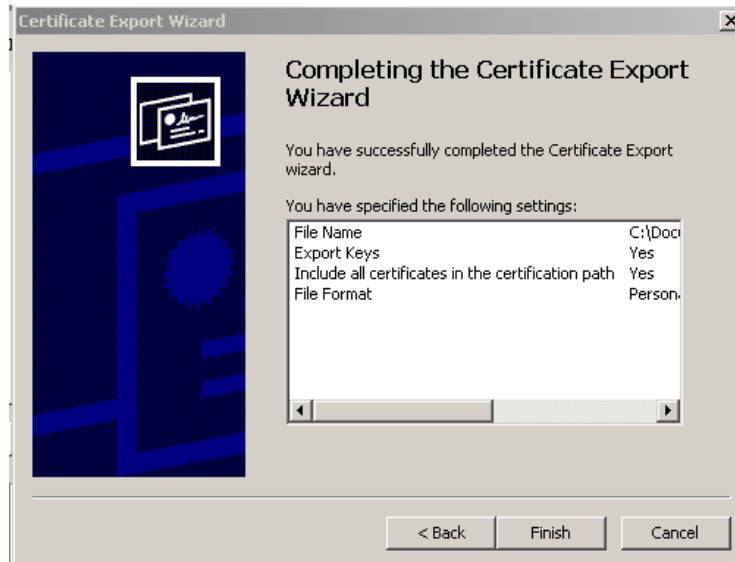 Certificate Export Wizard
Completing the Certificate Export
Wizard
You have successfully completed the Certificate Export
wizard.
You have specified the following settings:
File Name C:\Docu
Export Keys Yes
Include all certificates in the certification path Yes
File Format Person
< Back Finish Cancel